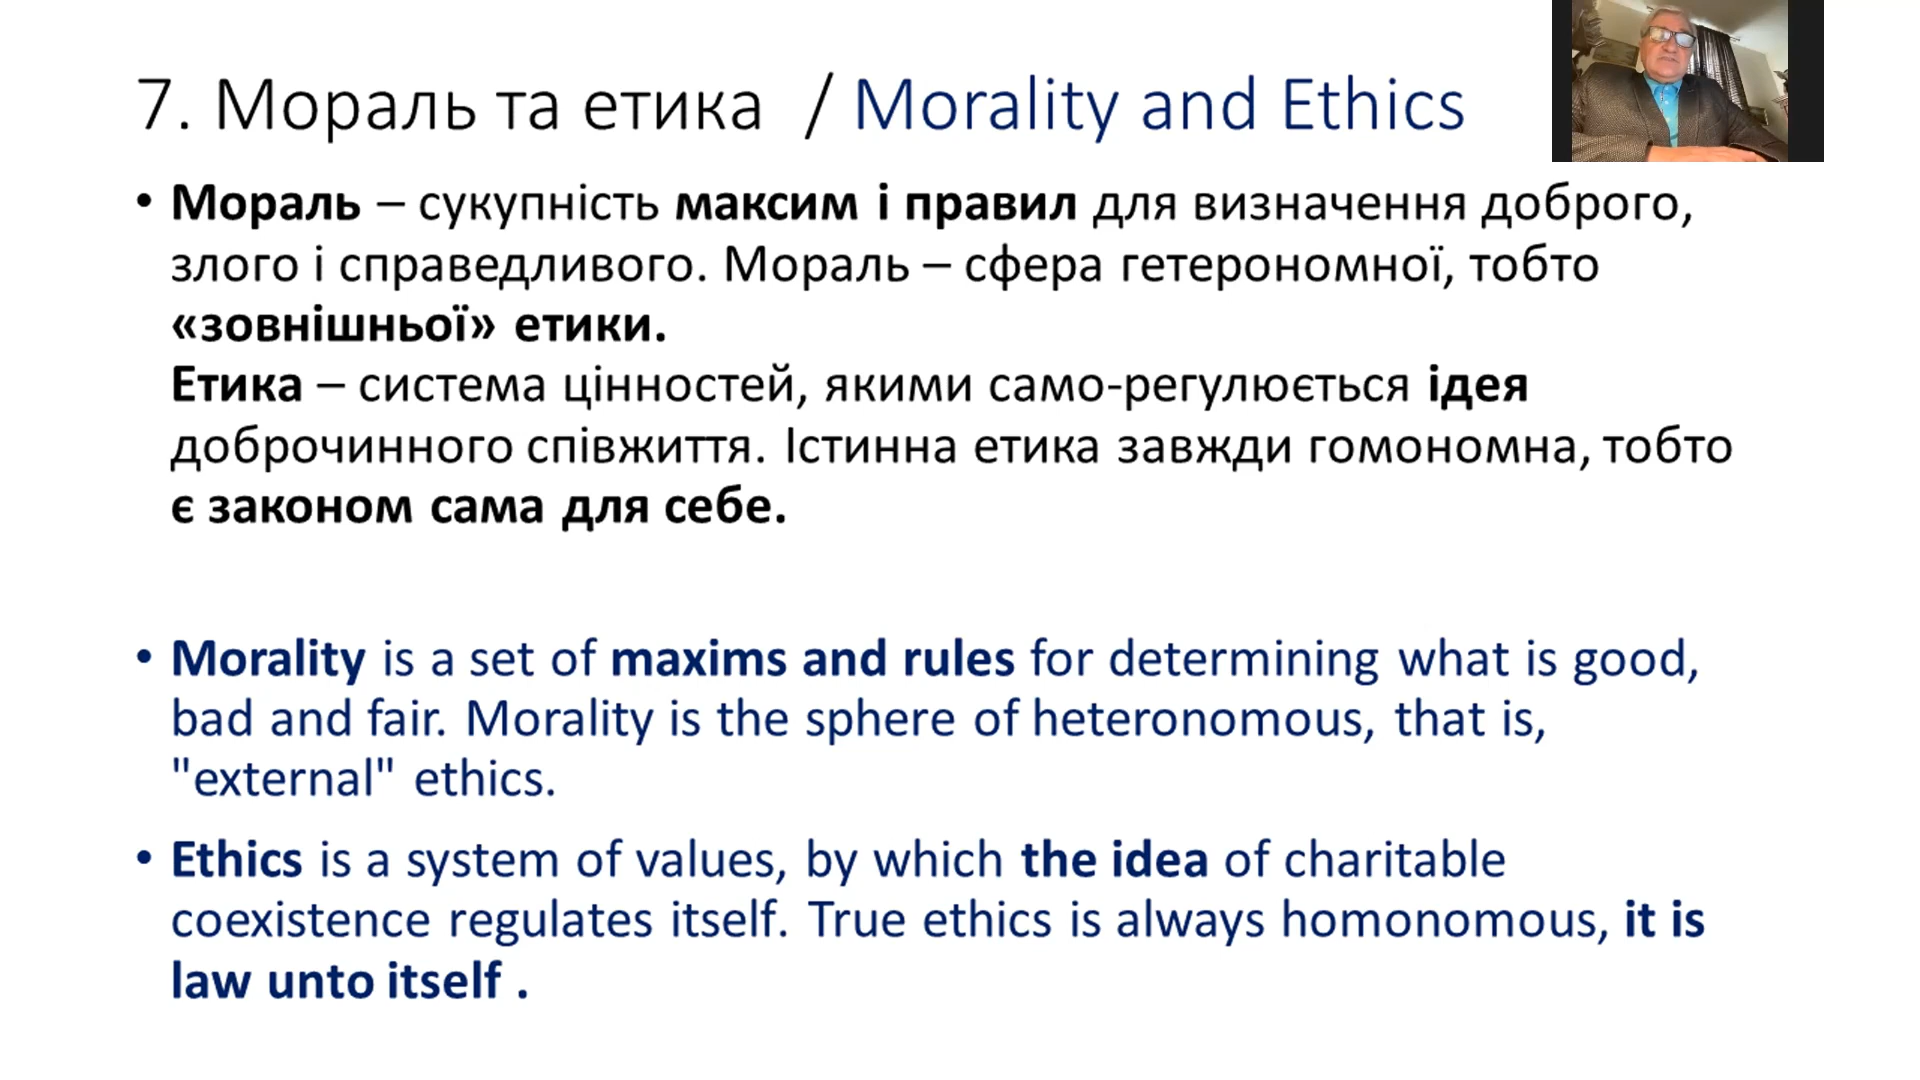 7. Мораль та етика / Morality and Ethics
• Мораль – сукупність максим і правил для визначення доброго,
злого і справедливого. Мораль – сфера гетерономної, тобто
«зовнішньої» етики.
Етика – система цінностей, якими само-регулюється ідея
доброчинного співжиття. Істинна етика завжди гомономна, тобто
є законом сама для себе.
• Morality is a set of maxims and rules for determining what is good,
bad and fair. Morality is the sphere of heteronomous, that is,
"external" ethics.
• Ethics is a system of values, by which the idea of charitable
coexistence regulates itself. True ethics is always homonomous, it is
law unto itself .